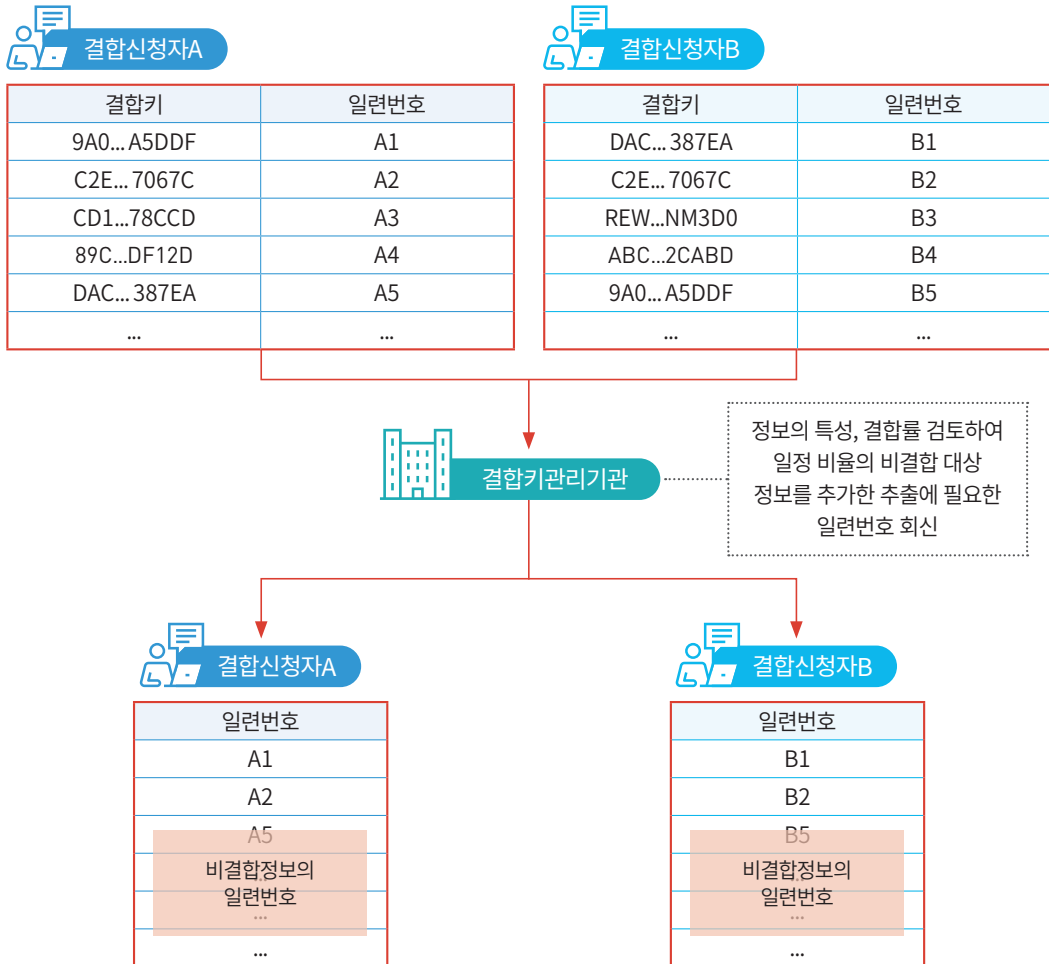 결합신청자A
결합키 일련번호
9A0... A5DDF A1
C2E... 7067C A2
CD1...78CCD A3
89C...DF12D A4
DAC... 387EA A5
... ...
결합신청자B
결합키 일련번호
DAC... 387EA B1
C2E... 7067C B2
REW...NM3D0 B3
ABC...2CABD B4
9A0... A5DDF B5
... ...
결합키관리기관
정보의 특성, 결합률 검토하여
일정 비율의 비결합 대상
정보를 추가한 추출에 필요한
일련번호 회신
결합신청자A
일련번호
A1
A2
A5
비결합정보의
일련번호
...
...
결합신청자B
일련번호
B1
B2
B5
비결합정보의
일련번호
...
...